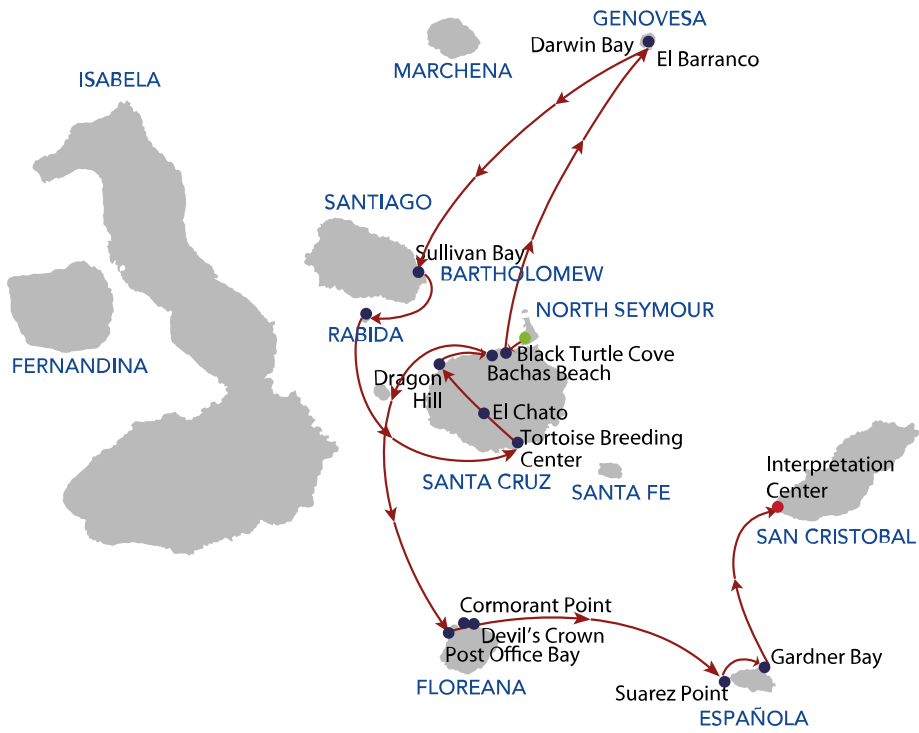 GENOVESA
Darwin Bay
El Barranco
MARCHENA
ISABELA
SANTIAGO
Sullivan Bay
BARTHOLOMEW
NORTH SEYMOUR
RABIDA
FERNANDINA
Black Turtle Cove
Bachas Beach
Dragon
Hill
El Chato
Tortoise Breeding
Center
SANTA CRUZ
SANTA FE
Interpretation
Center
SAN CRISTOBAL
Cormorant Point
Devil's Crown
Post Office Bay
FLOREANA
Gardner Bay
Suarez Point
ESPAÑOLA